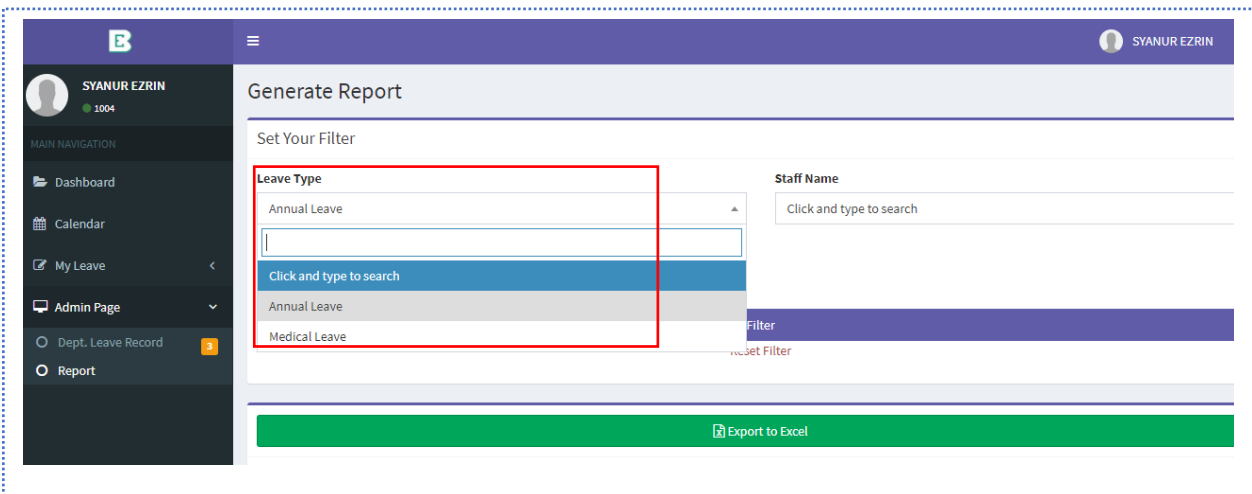 E
SYANUR EZRIN
SYANUR EZRIN
1004
MAIN NAVIGATION
Dashboard
Calendar
My Leave
Admin Page
Dept. Leave Record 3
Report
Generate Report
Set Your Filter
Leave Type
Annual Leave
Click and type to search
Annual Leave
Medical Leave
Staff Name
Click and type to search
Filter
Reset Filter
Export to Excel